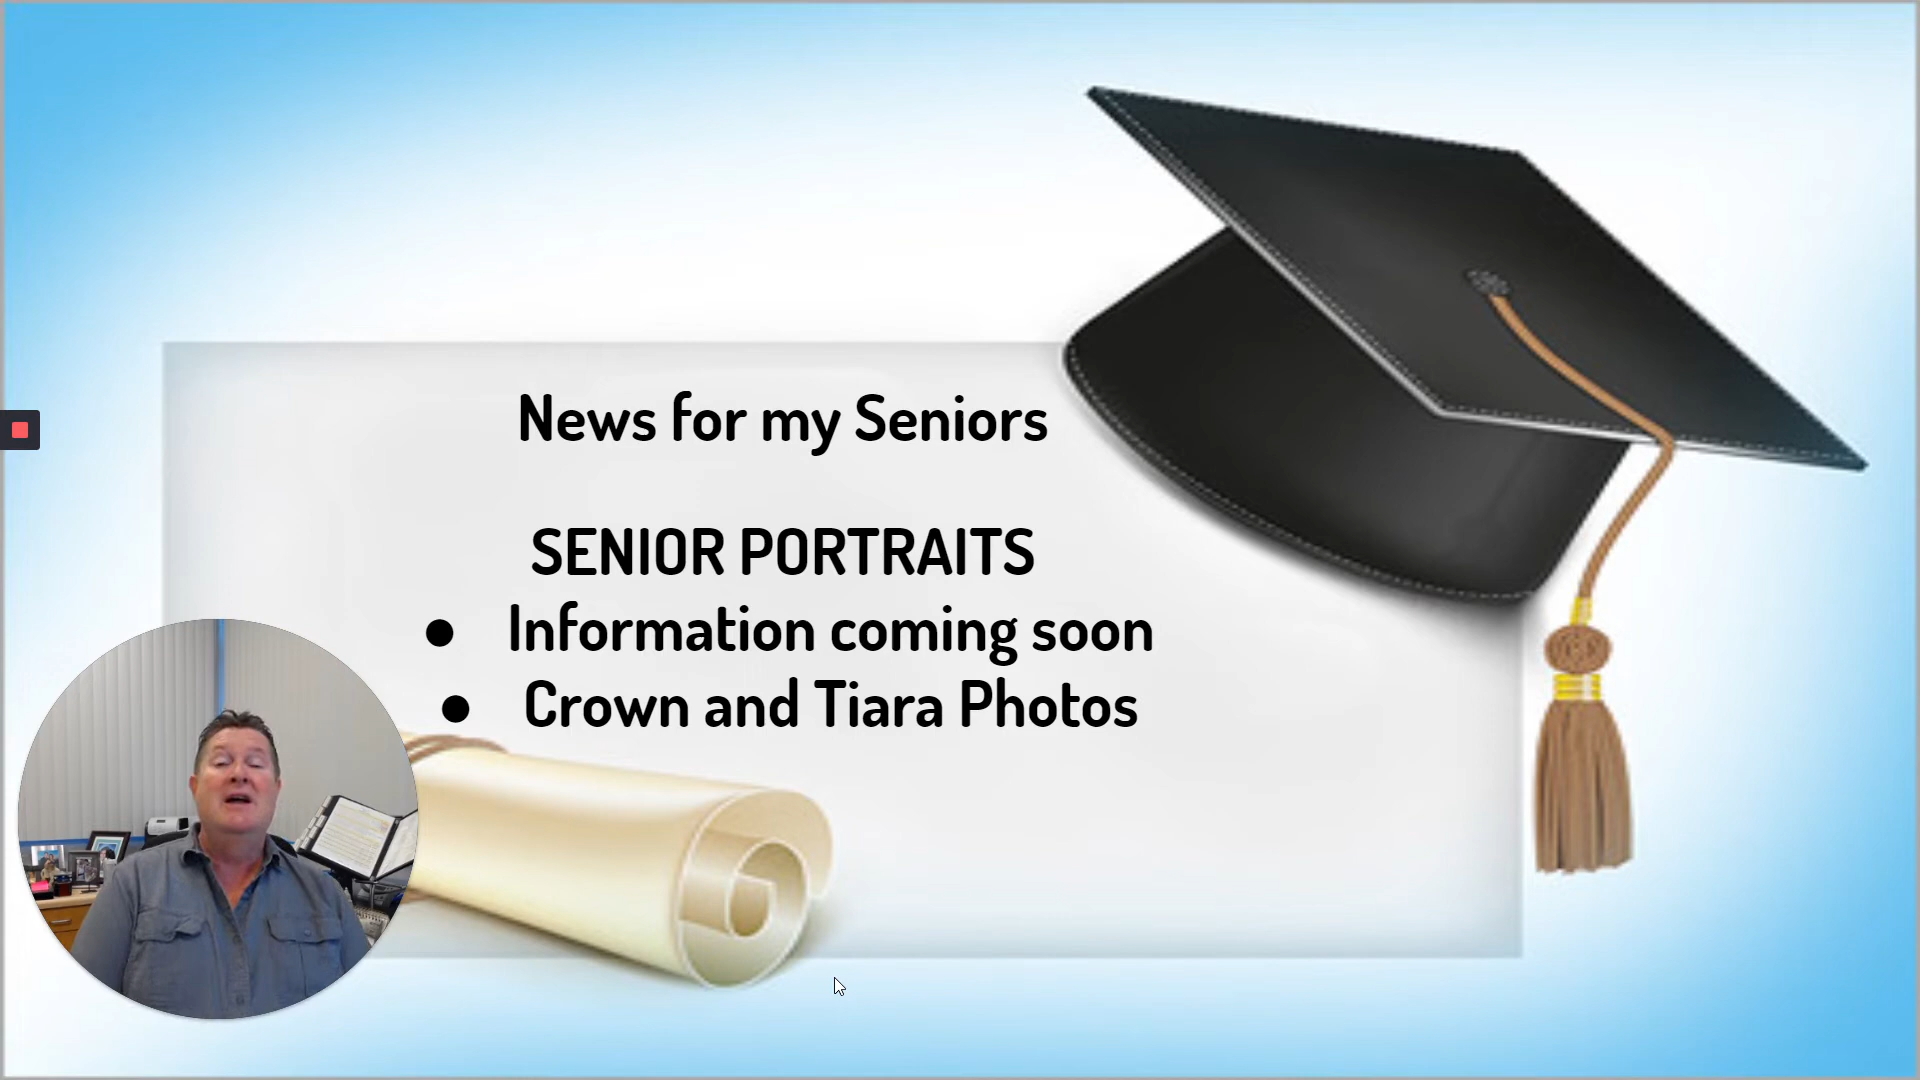 News for my Seniors
SENIOR PORTRAITS
● Information coming soon
● Crown and Tiara Photos